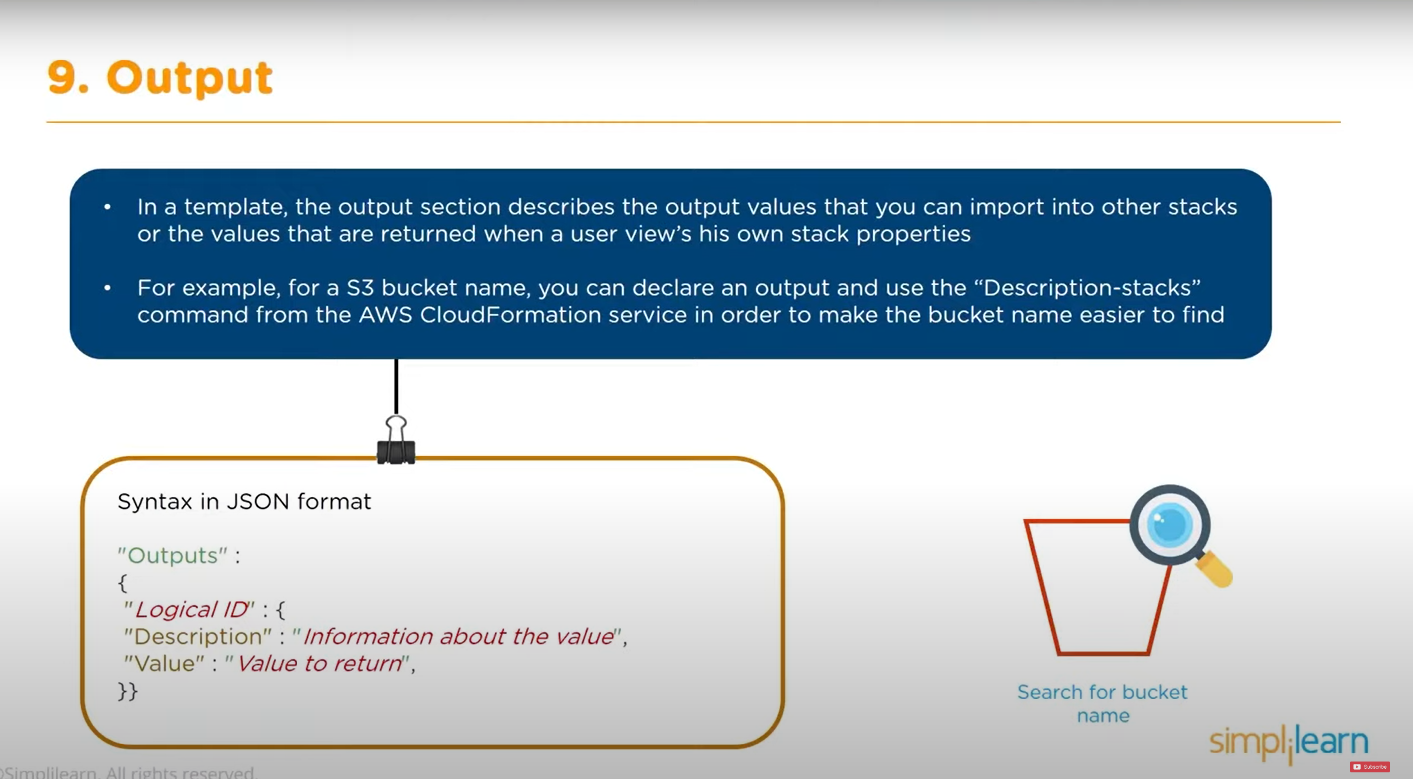 9. Output
• In a template, the output section describes the output values that you can import into other stacks
or the values that are returned when a user view's his own stack properties
• For example, for a S3 bucket name, you can declare an output and use the “Description-stacks”
command from the AWS CloudFormation service in order to make the bucket name easier to find
Syntax in JSON format
"Outputs" :
{
"Logical ID" : {
"Description" : "Information about the value",
"Value" : "Value to return",
}}
Search for bucket
name
simplilearn
Subscribe
©Simplilearn. All rights reserved.